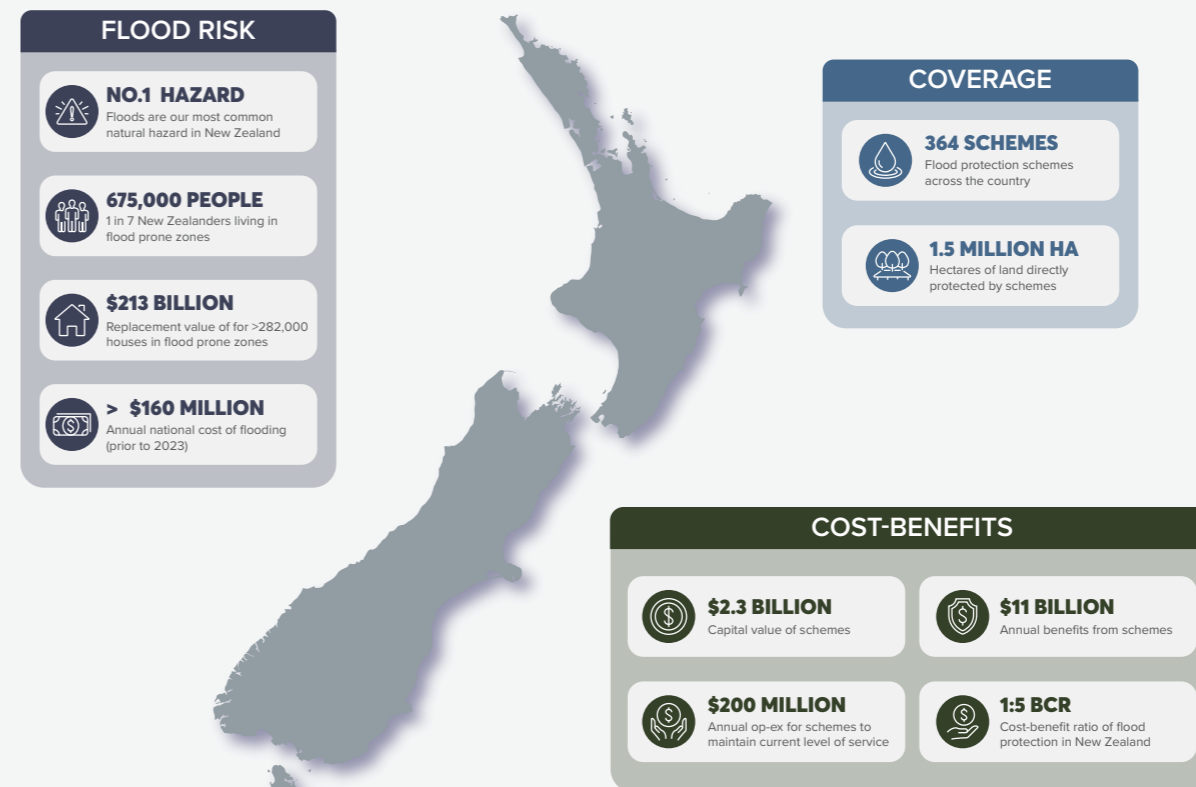 FLOOD RISK
NO.1 HAZARD
Floods are our most common
natural hazard in New Zealand
675,000 PEOPLE
1 in 7 New Zealanders living in
flood prone zones
$213 BILLION
Replacement value of for >282,000
houses in flood prone zones
> $160 MILLION
Annual national cost of flooding
(prior to 2023)
COVERAGE
364 SCHEMES
Flood protection schemes
across the country
1.5 MILLION HA
Hectares of land directly
protected by schemes
COST-BENEFITS
$2.3 BILLION
Capital value of schemes
$11 BILLION
Annual benefits from schemes
$200 MILLION
Annual op-ex for schemes to
maintain current level of service
1:5 BCR
Cost-benefit ratio of flood
protection in New Zealand